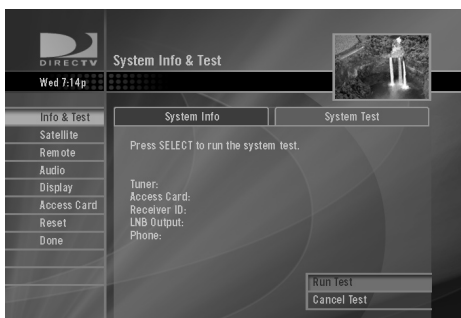 DIRECTV
System Info & Test
Wed 7:14p
Info & Test
Satellite
Remote
Audio
Display
Access Card
Reset
Done
System Info
System Test
Press SELECT to run the system test.
Tuner:
Access Card:
Receiver ID:
LNB Output:
Phone:
Run Test
Cancel Test